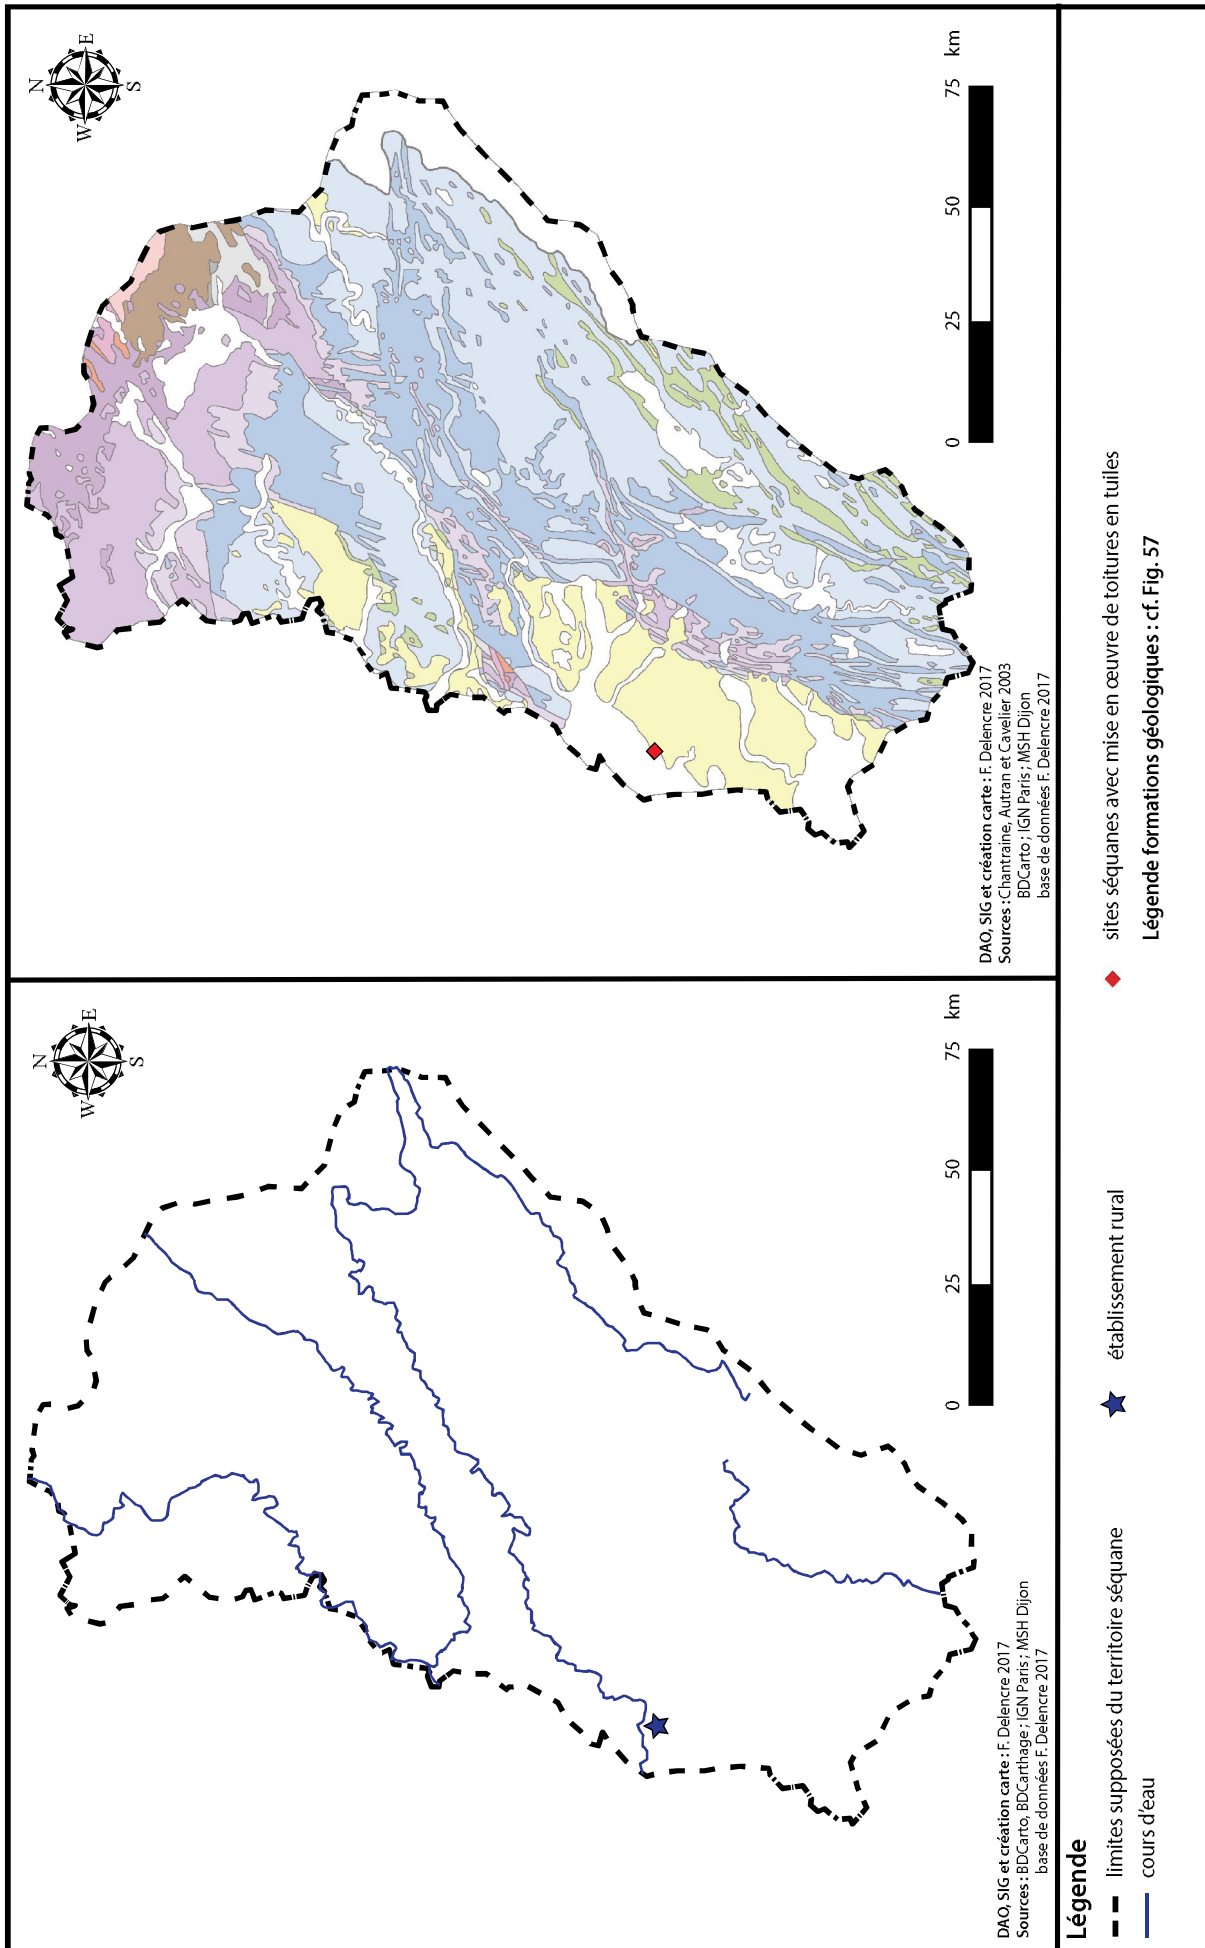 N
E
S
W
75
km
50
25
0
DAO, SIG et création carte : F. Delencre 2017
Sources : BDCarto, BDCarthage ; IGN Paris ; MSH Dijon
base de données F. Delencre 2017
N
E
S
W
75
km
50
25
0
DAO, SIG et création carte : F. Delencre 2017
Sources : Chantraine, Autran et Cavelier 2003
BDCarto ; IGN Paris ; MSH Dijon
base de données F. Delencre 2017
Légende
limites supposées du territoire séquane
cours d'eau
établissement rural
sites séquanes avec mise en œuvre de toitures en tuiles
Légende formations géologiques : cf. Fig. 57